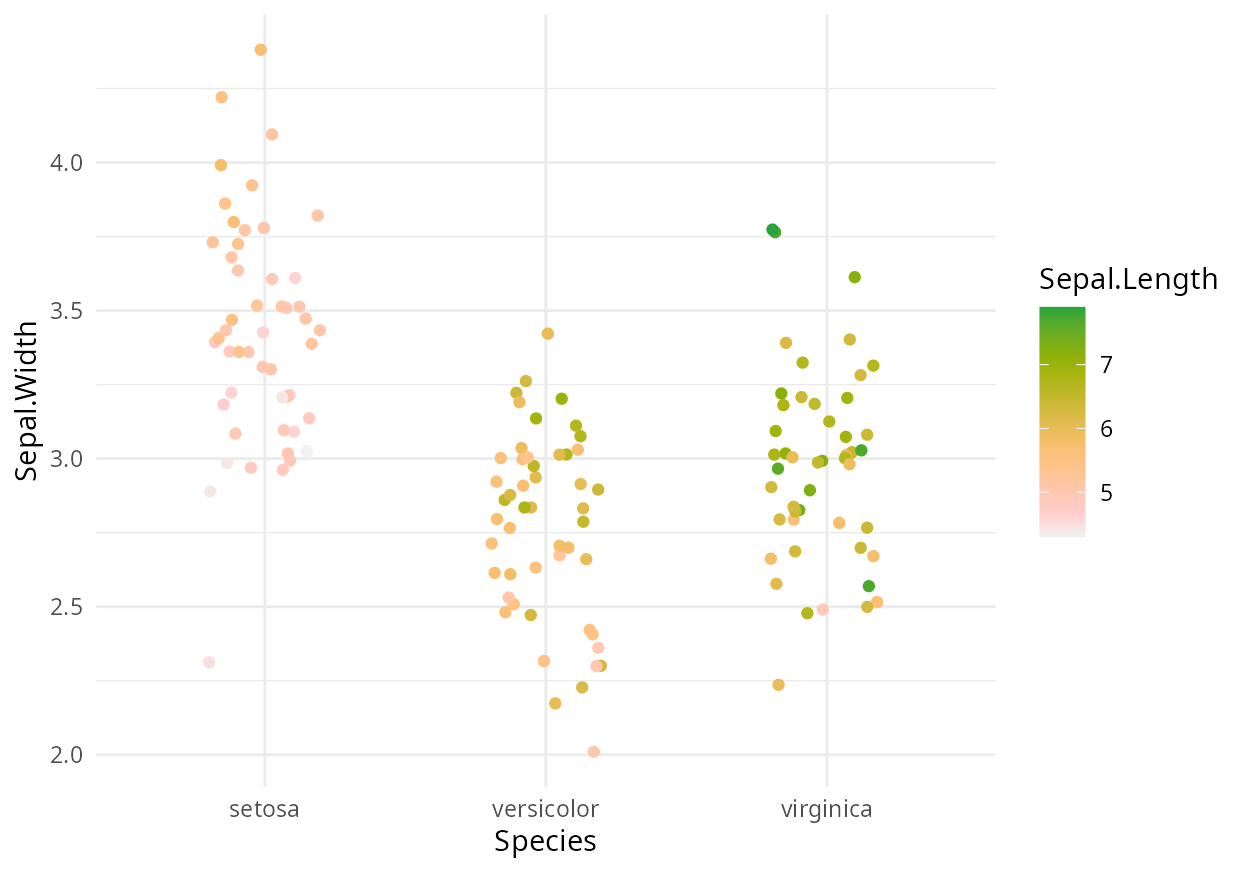 Sepal.Width
4.0
3.5
3.0
2.5
2.0
setosa
versicolor
virginica
Species
Sepal.Length
7
6
5